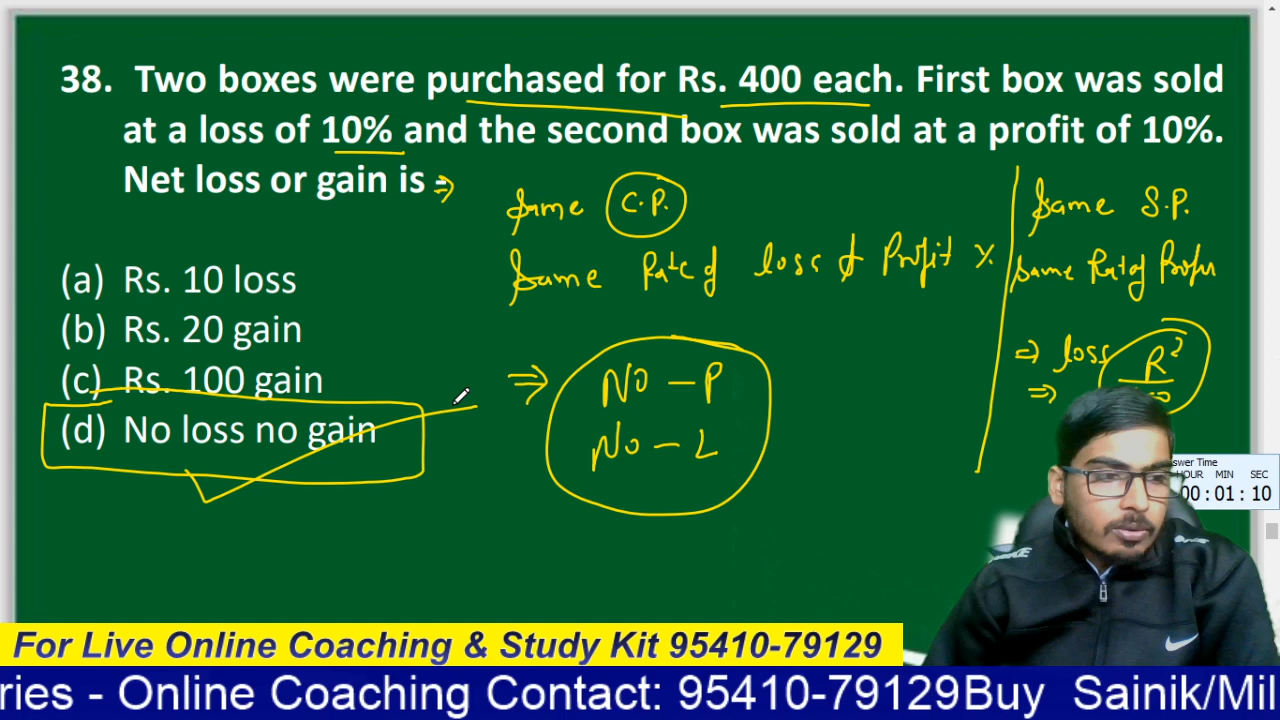 38. Two boxes were purchased for Rs. 400 each. First box was sold
at a loss of 10% and the second box was sold at a profit of 10%.
Net loss or gain is - ⇒
Same C.P.
Same Rate of loss & Profit %
Same S.P.
Same Rate of
(a) Rs. 10 loss
(b) Rs. 20 gain
(c) Rs. 100 gain
(d) No loss no gain
⇒ No - P
No - L
⇒ loss
⇒ R²
swer Time
HOUR MIN SEC
00:01:10
For Live Online Coaching & Study Kit 95410-79129
ries - Online Coaching Contact: 95410-79129Buy Sainik/Mil